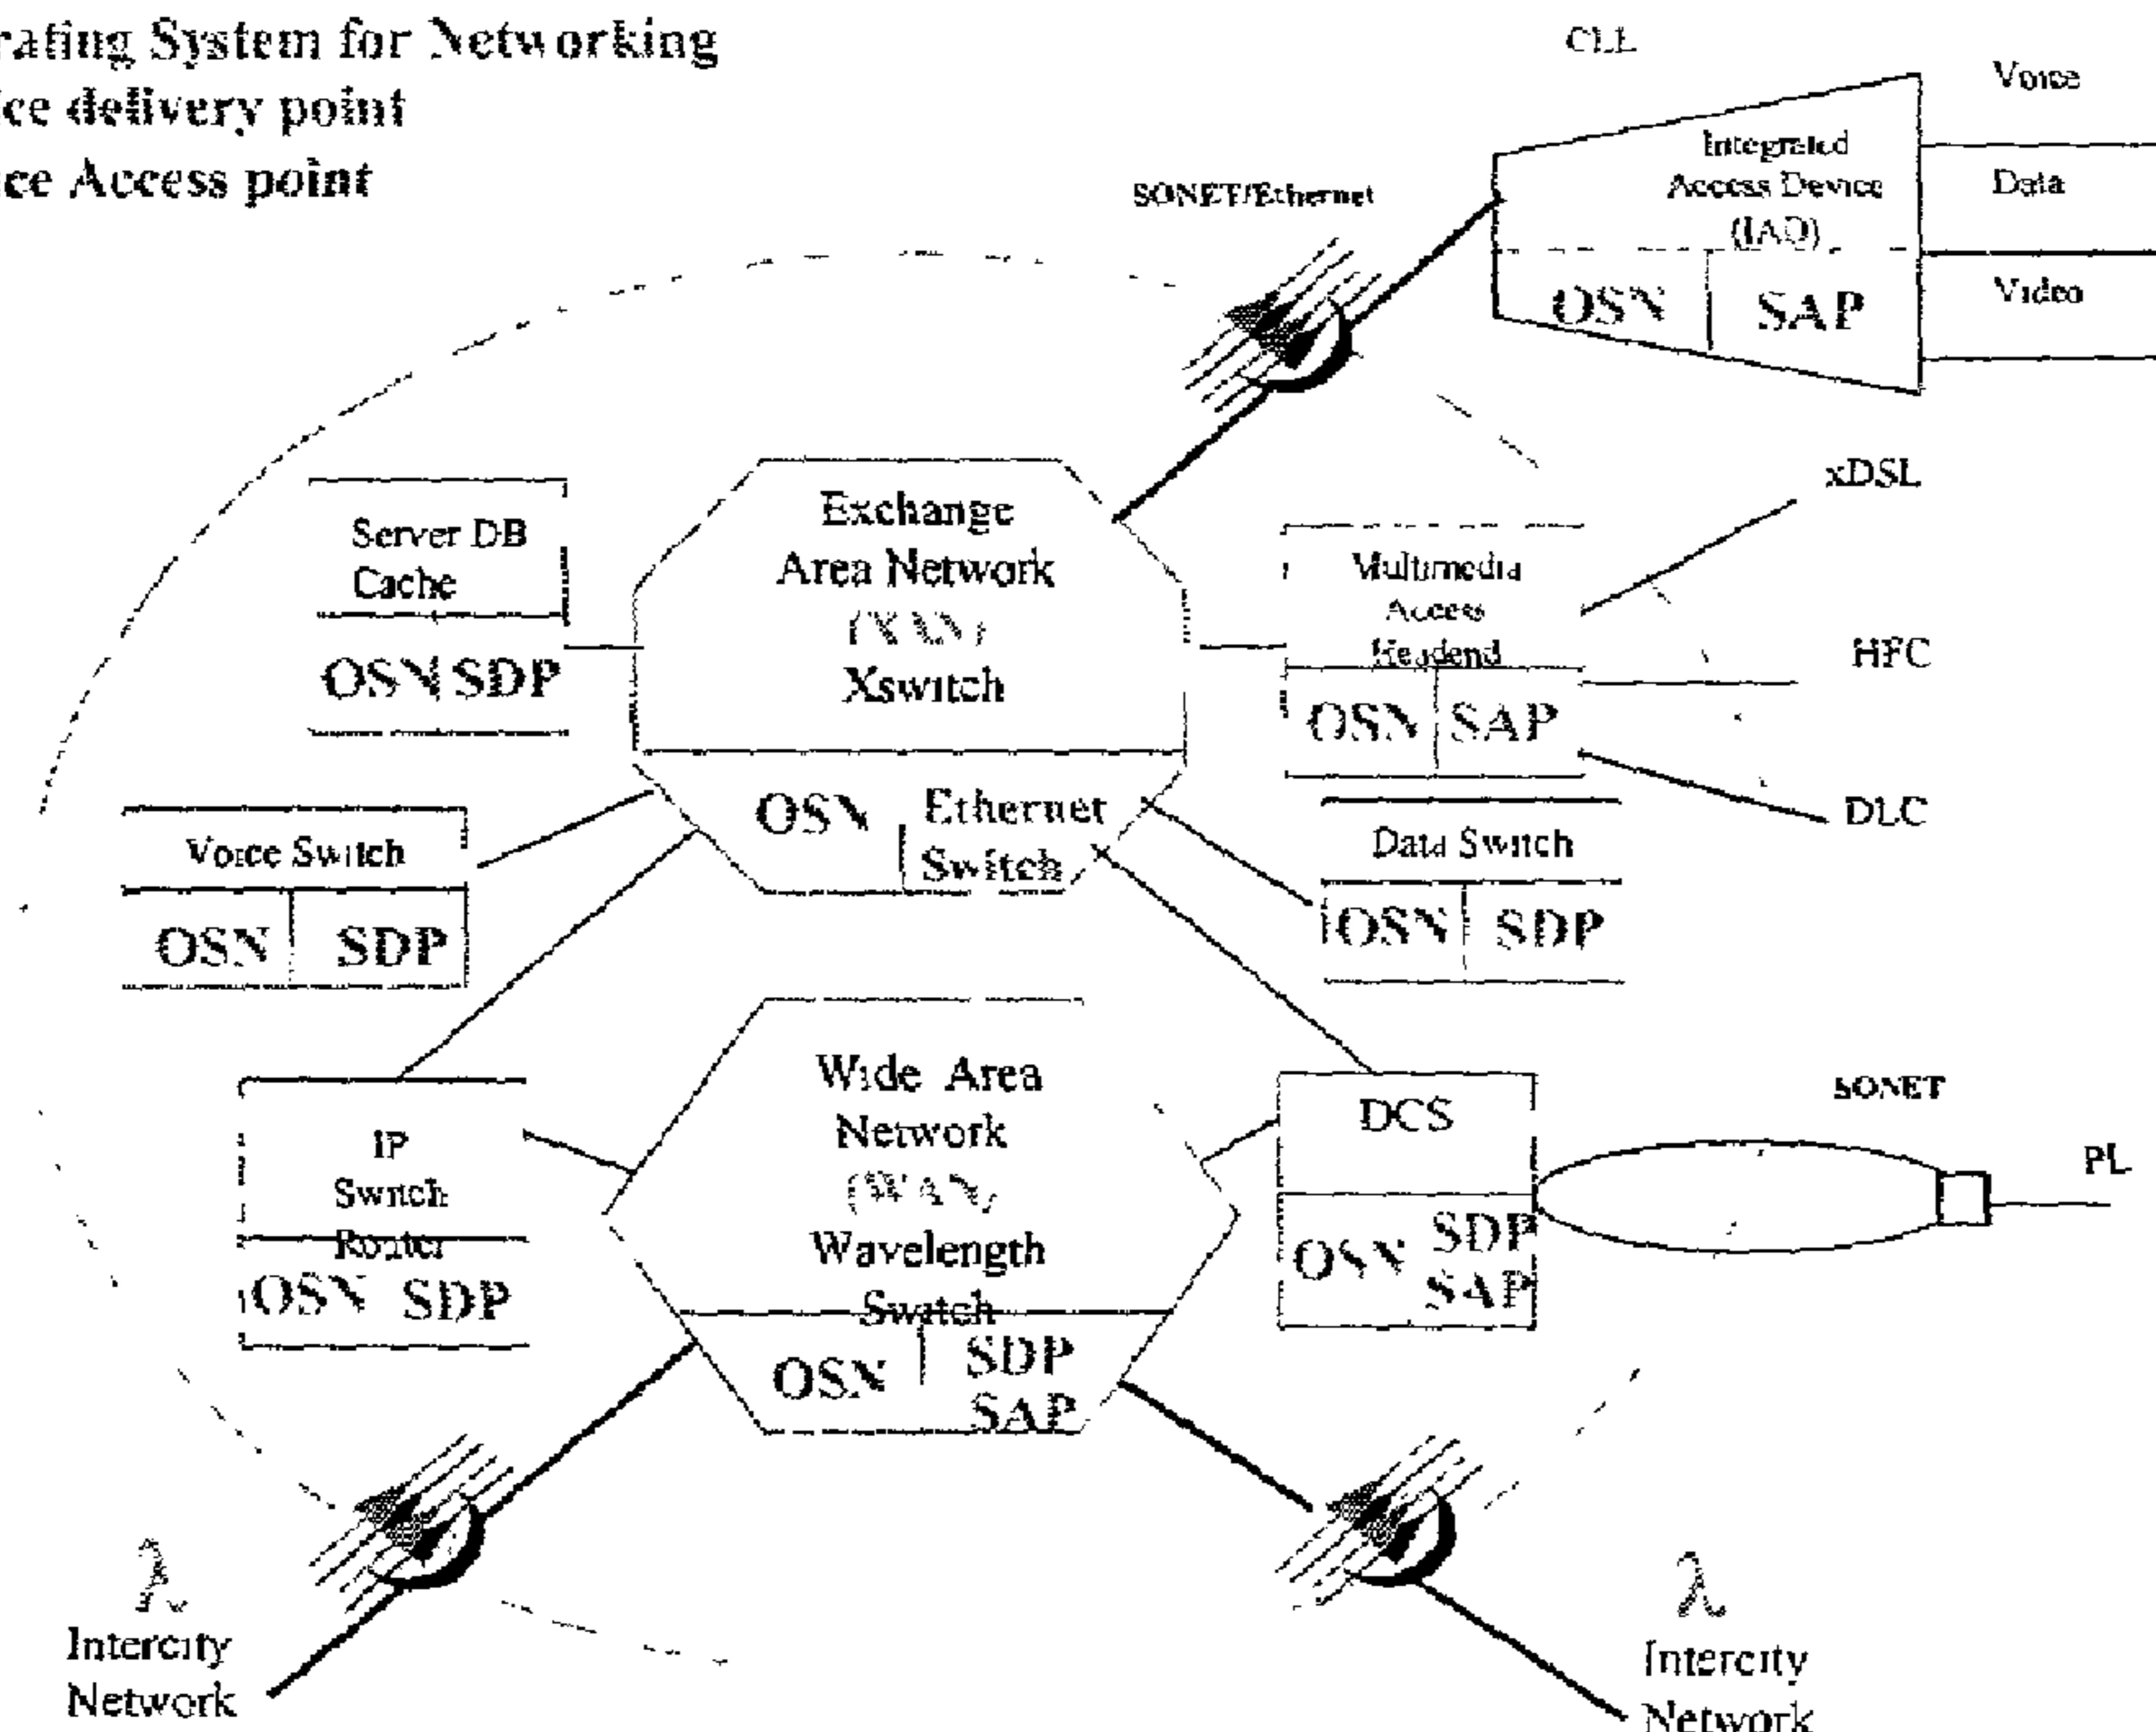 rating System for Networking
ice delivery point
ice Access point
CLL
Voice
Integrated
Access Device
(IAD)
Data
SONET/Ethernet
OSN SAP
Video
xDSL
Exchange
Area Network
(XAN)
Xswitch
Server DB
Cache
OSN SDP
Multimedia
Access
Headend
HFC
OSN SAP
OSN Ethernet
Switch
DLC
Voice Switch
OSN SDP
Data Switch
OSN SDP
Wide Area
Network
(WAN)
Wavelength
Switch
OSN SDP
SAP
IP
Switch
Router
OSN SDP
DCS
OSN SDP
SAP
SONET
PL
λ
Intercity
Network
λ
Intercity
Network